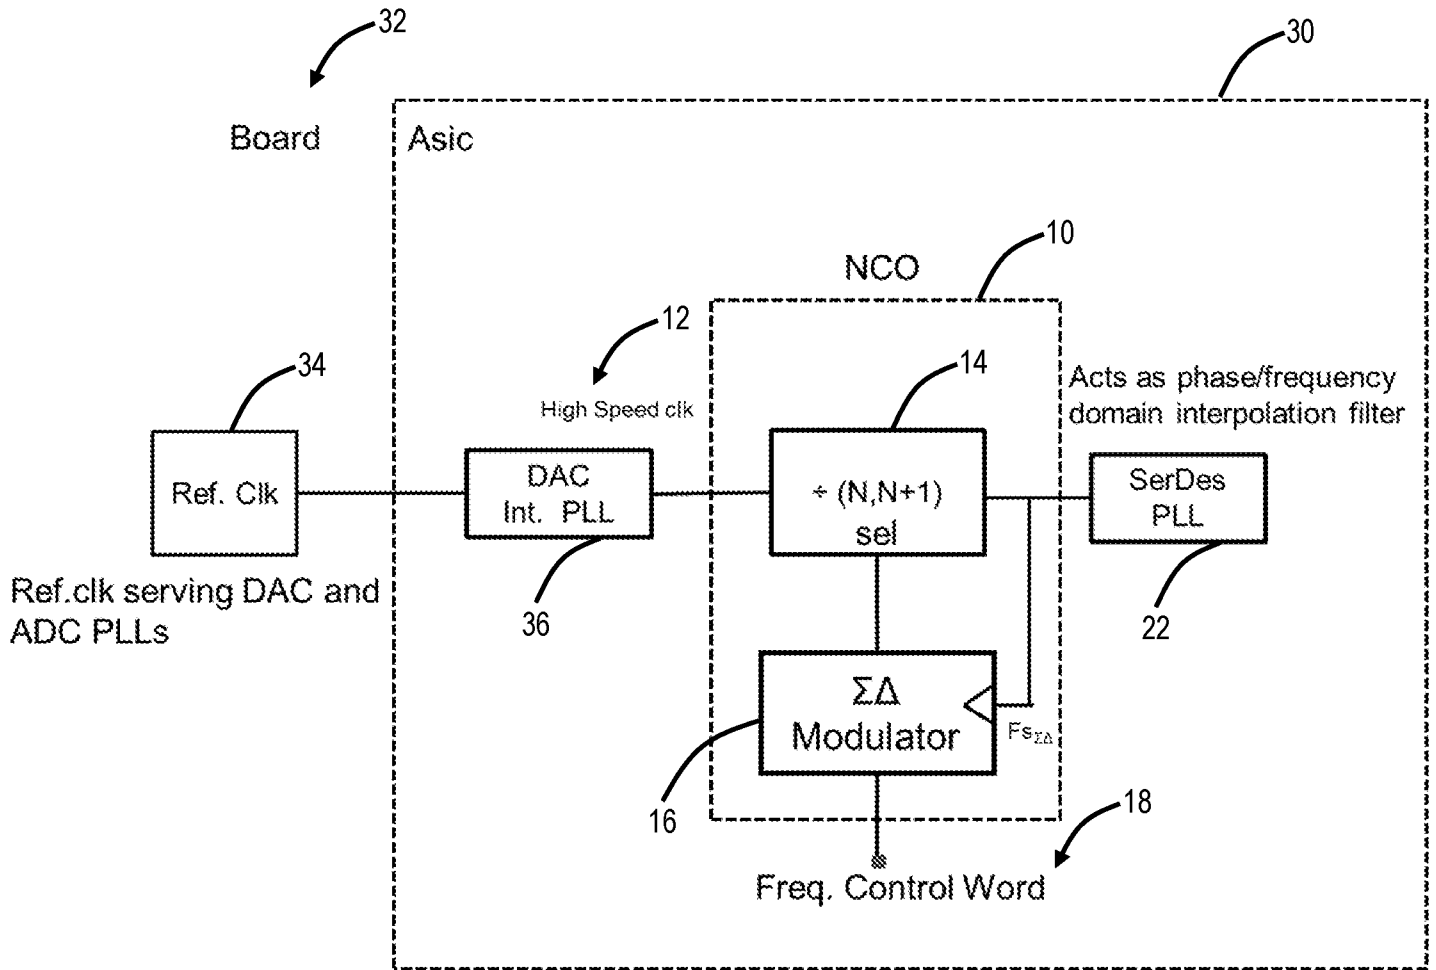 32
30
Board
Asic
10
NCO
12
34
14
High Speed clk
Acts as phase/frequency
domain interpolation filter
Ref. Clk
DAC
Int. PLL
÷ (N,N+1)
sel
SerDes
PLL
Ref.clk serving DAC and
ADC PLLs
36
22
ΣΔ
Modulator
FsΣΔ
16
18
Freq. Control Word